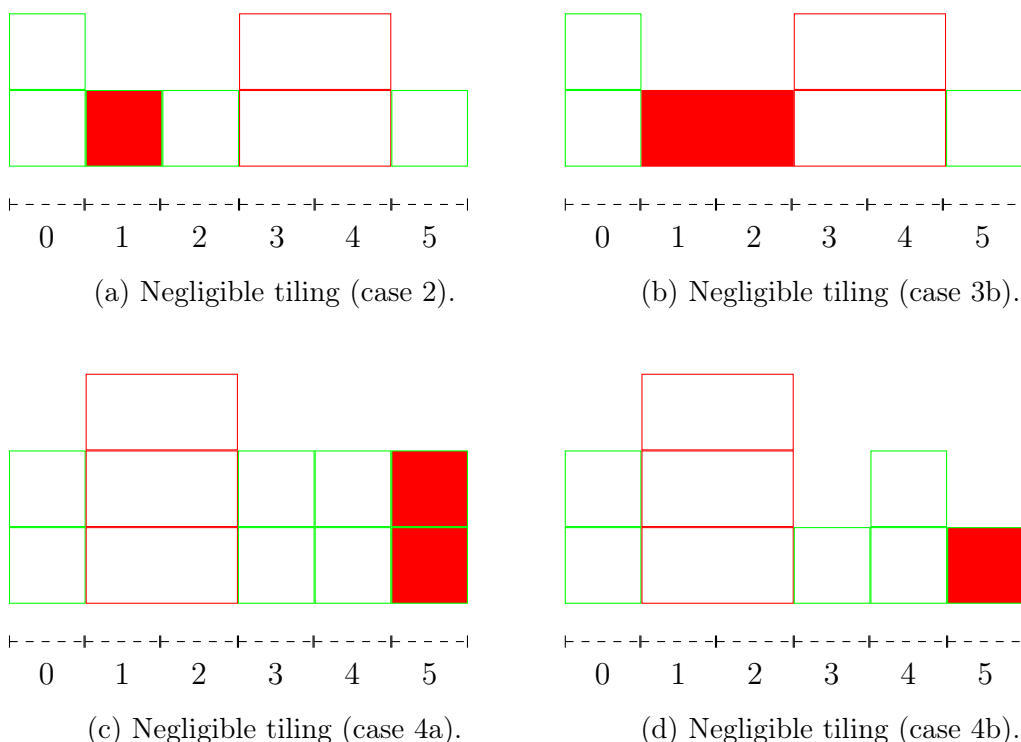 0 1 2 3 4 5
0 1 2 3 4 5
(a) Negligible tiling (case 2).
(b) Negligible tiling (case 3b).
0 1 2 3 4 5
0 1 2 3 4 5
(c) Negligible tiling (case 4a).
(d) Negligible tiling (case 4b).